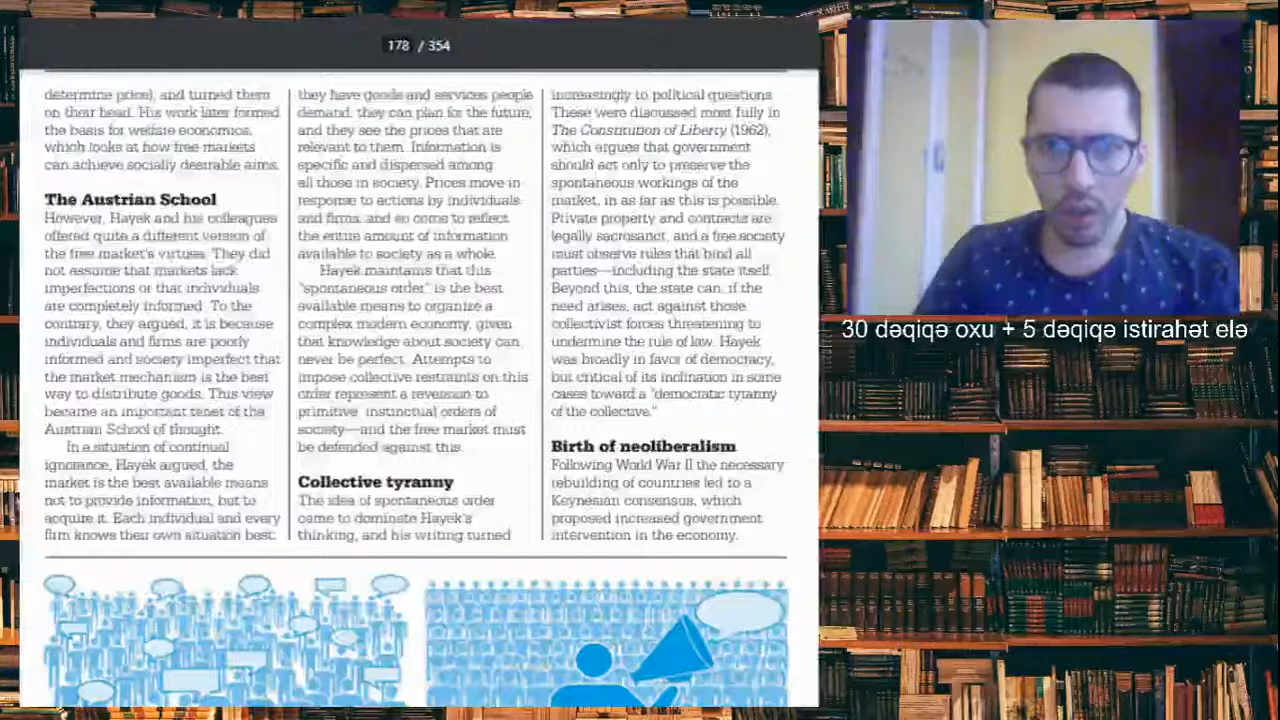 178 / 354
determine price), and turned them
on their head. His work later formed
the basis for welfare economics,
which looks at how free markets
can achieve socially desirable aims.
The Austrian School
However, Hayek and his colleagues
offered quite a different version of
the free market's virtues. They did
not assume that markets lack
imperfections or that individuals
are completely informed. To the
contrary, they argued, it is because
individuals and firms are poorly
informed and society imperfect that
the market mechanism is the best
way to distribute goods. This view
became an important tenet of the
Austrian School of thought.
In a situation of continual
ignorance, Hayek argued, the
market is the best available means
not to provide information, but to
acquire it. Each individual and every
firm knows their own situation best:
they have goods and services people
demand, they can plan for the future,
and they see the prices that are
relevant to them. Information is
specific and dispersed among
all those in society. Prices move in
response to actions by individuals
and firms, and so come to reflect
the entire amount of information
available to society as a whole.
Hayek maintains that this
"spontaneous order" is the best
available means to organize a
complex modern economy, given
that knowledge about society can
never be perfect. Attempts to
impose collective restraints on this
order represent a reversion to
primitive, instinctual orders of
society—and the free market must
be defended against this.
Collective tyranny
The idea of spontaneous order
came to dominate Hayek's
thinking, and his writing turned
increasingly to political questions.
These were discussed most fully in
The Constitution of Liberty (1962),
which argues that government
should act only to preserve the
spontaneous workings of the
market, in as far as this is possible.
Private property and contracts are
legally sacrosanct, and a free society
must observe rules that bind all
parties—including the state itself.
Beyond this, the state can, if the
need arises, act against those
collectivist forces threatening to
undermine the rule of law. Hayek
was broadly in favor of democracy,
but critical of its inclination in some
cases toward a "democratic tyranny
of the collective."
Birth of neoliberalism
Following World War II the necessary
rebuilding of countries led to a
Keynesian consensus, which
proposed increased government
intervention in the economy.
30 dəqiqə oxu + 5 dəqiqə istirahət elə